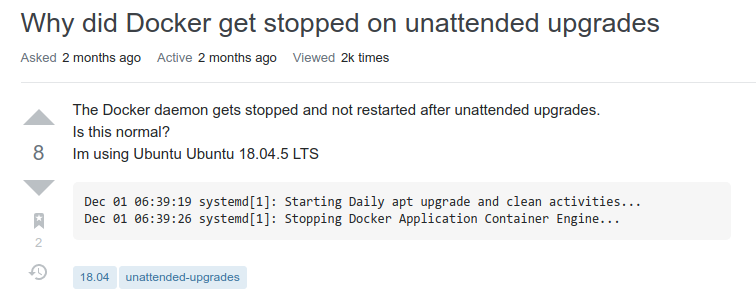 Why did Docker get stopped on unattended upgrades
Asked 2 months ago Active 2 months ago Viewed 2k times
The Docker daemon gets stopped and not restarted after unattended upgrades.
Is this normal?
8
Im using Ubuntu Ubuntu 18.04.5 LTS
Dec 01 06:39:19 systemd[1]: Starting Daily apt upgrade and clean activities...
Dec 01 06:39:26 systemd[1]: Stopping Docker Application Container Engine...
2
18.04 unattended-upgrades